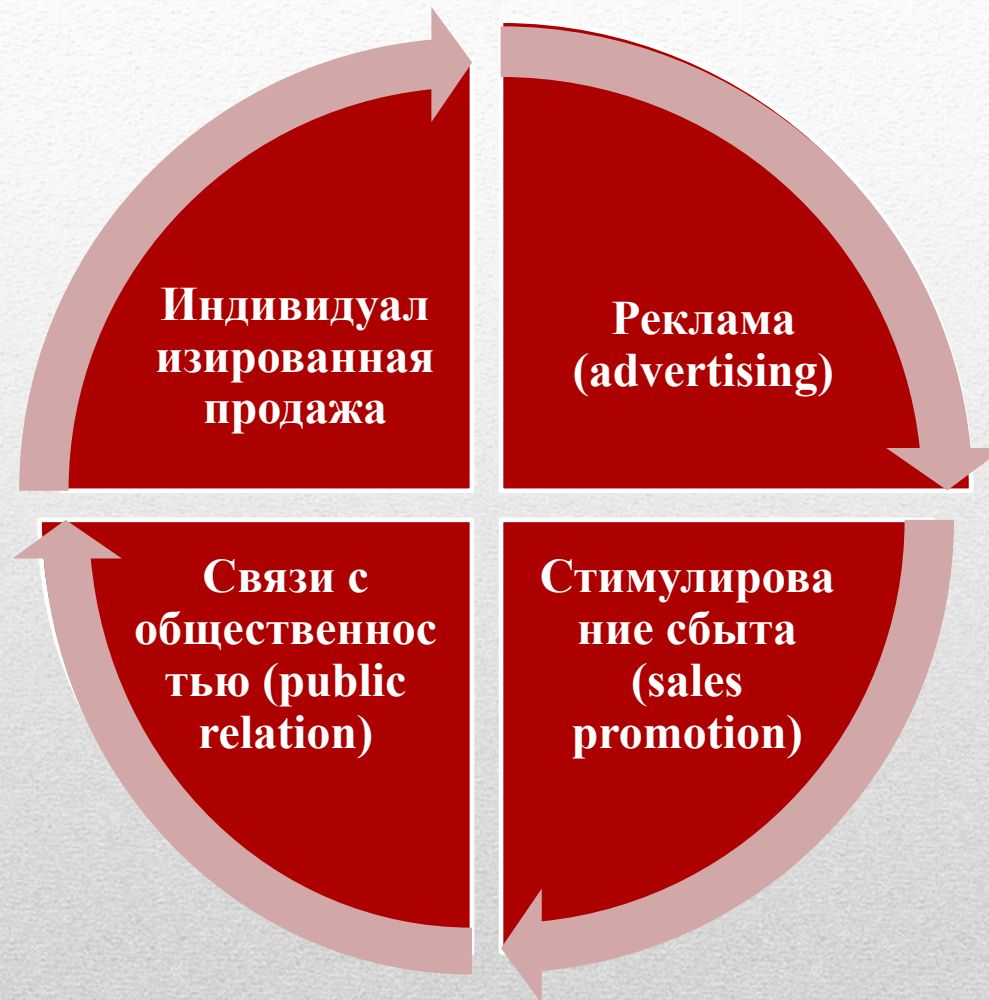 Индивидуал
изированная
продажа
Реклама
(advertising)
Связи с
общественнос
тью (public
relation)
Стимулирова
ние сбыта
(sales
promotion)